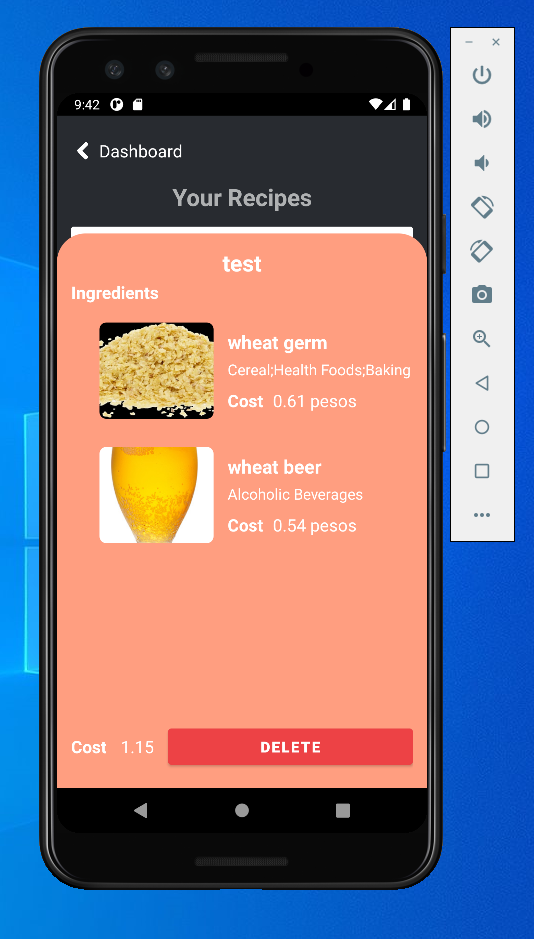 9:42
Dashboard
Your Recipes
test
Ingredients
wheat germ
Cereal;Health Foods;Baking
Cost 0.61 pesos
wheat beer
Alcoholic Beverages
Cost 0.54 pesos
Cost 1.15
DELETE